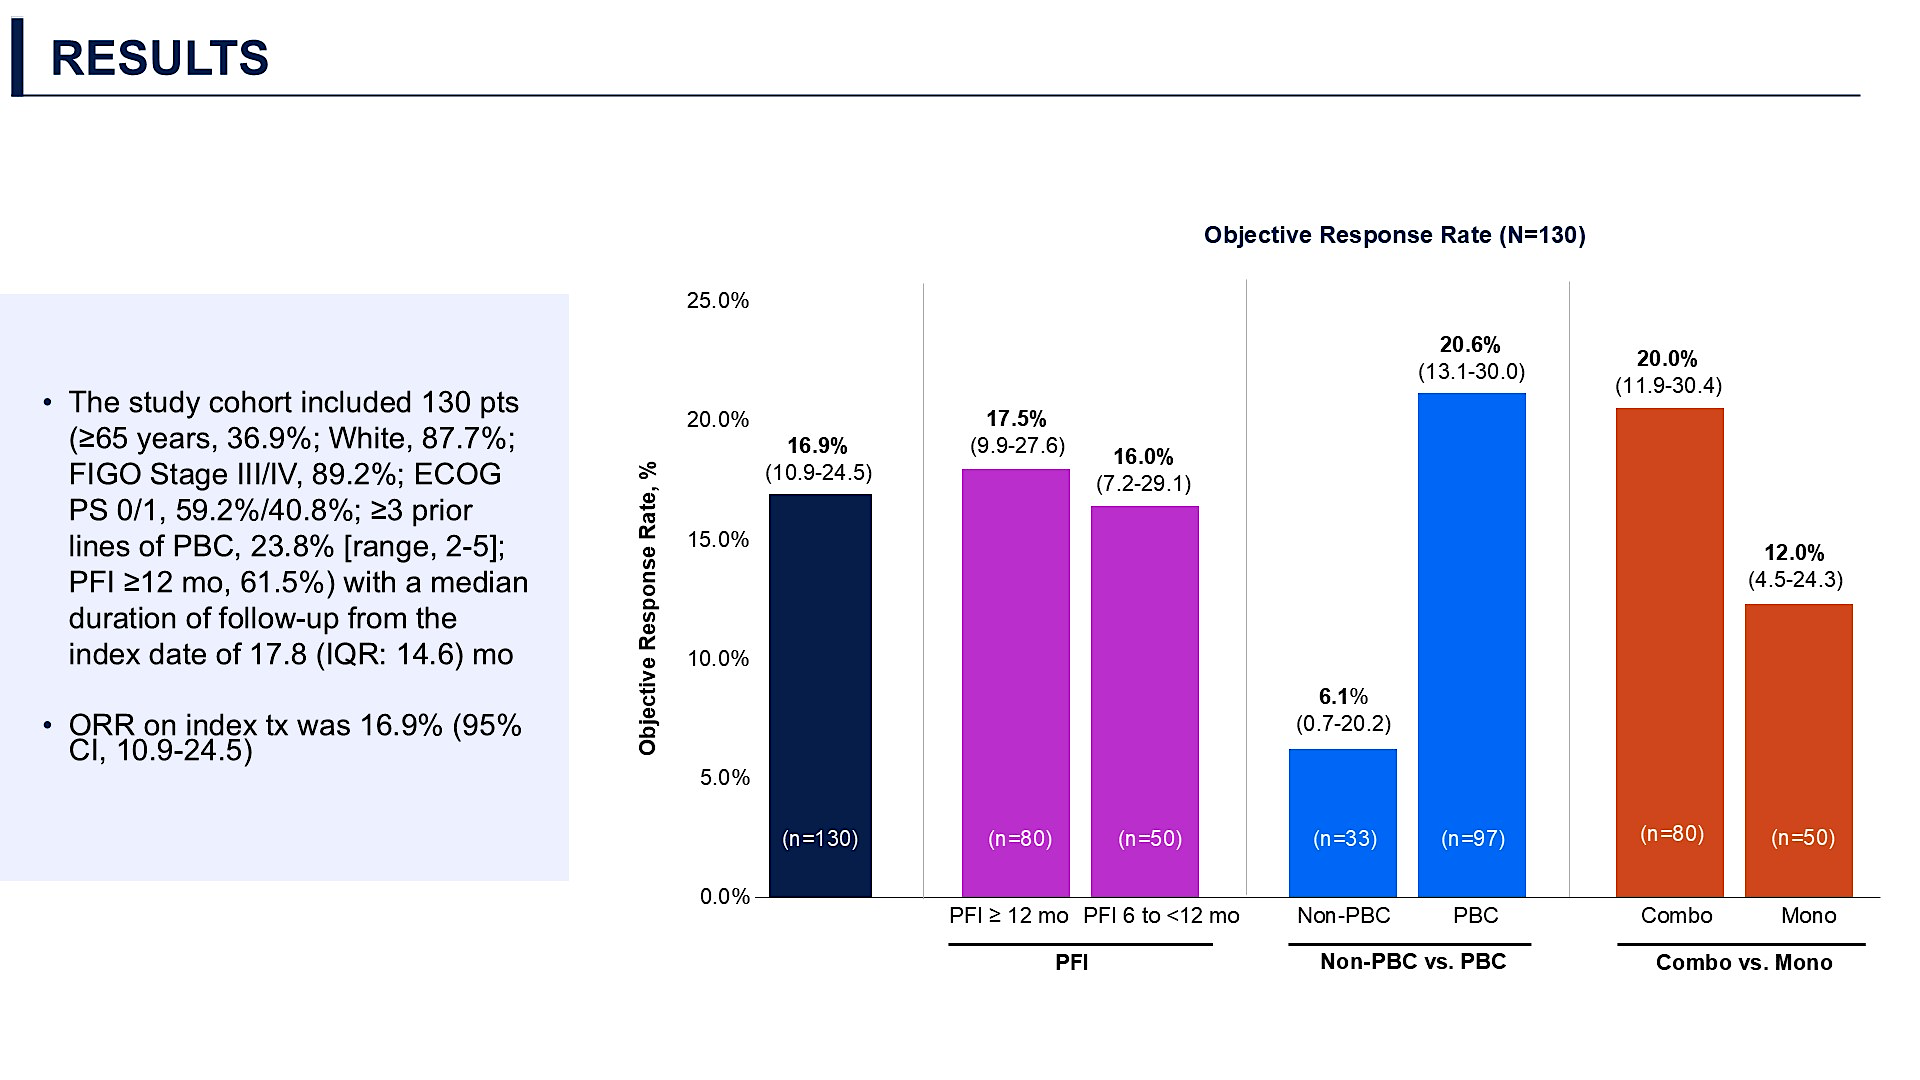 RESULTS
• The study cohort included 130 pts
(≥65 years, 36.9%; White, 87.7%;
FIGO Stage III/IV, 89.2%; ECOG
PS 0/1, 59.2%/40.8%; ≥3 prior
lines of PBC, 23.8% [range, 2-5];
PFI ≥12 mo, 61.5%) with a median
duration of follow-up from the
index date of 17.8 (IQR: 14.6) mo
• ORR on index tx was 16.9% (95%
CI, 10.9-24.5)
Objective Response Rate (N=130)
Objective Response Rate, %
25.0%
20.0%
15.0%
10.0%
5.0%
0.0%
16.9%
(10.9-24.5)
(n=130)
17.5%
(9.9-27.6)
(n=80)
16.0%
(7.2-29.1)
(n=50)
6.1%
(0.7-20.2)
(n=33)
20.6%
(13.1-30.0)
(n=97)
20.0%
(11.9-30.4)
(n=80)
12.0%
(4.5-24.3)
(n=50)
PFI ≥ 12 mo
PFI 6 to <12 mo
Non-PBC
PBC
Combo
Mono
PFI
Non-PBC vs. PBC
Combo vs. Mono